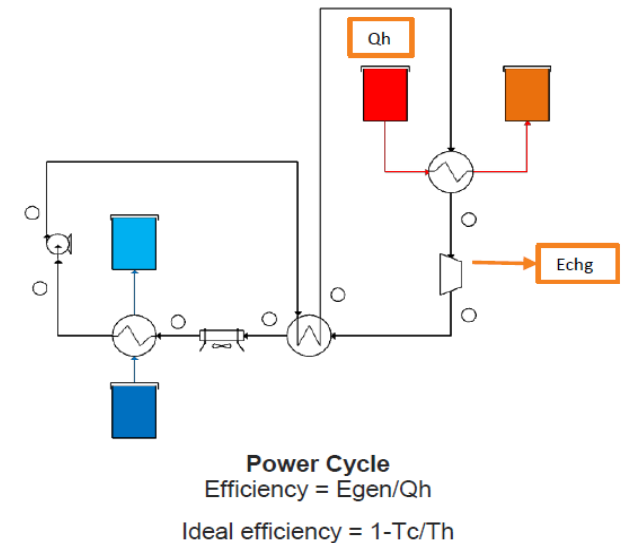 Qh
Echg
Power Cycle
Efficiency = Egen/Qh
Ideal efficiency = 1-Tc/Th